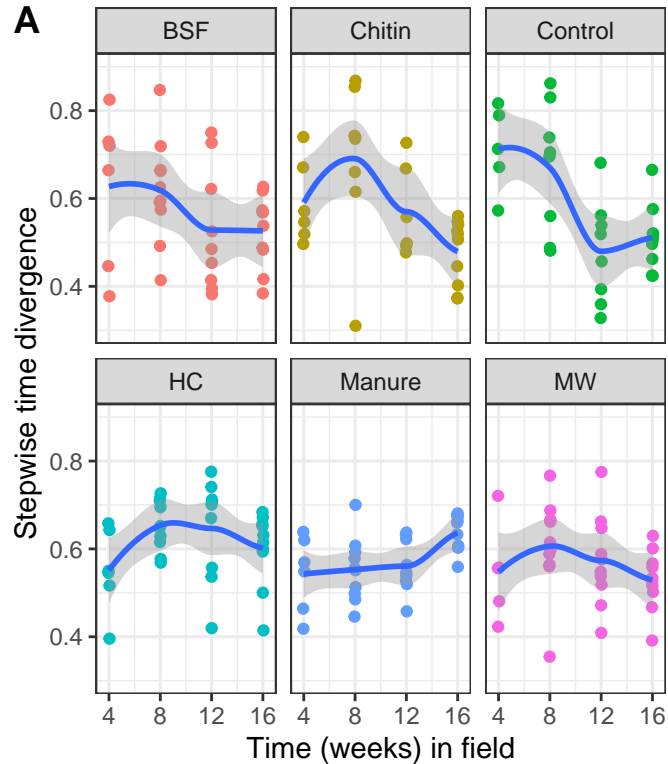 A
BSF Chitin Control
0.8
0.6
0.4
HC Manure MW
0.8
0.6
0.4
4 8 12 16 4 8 12 16 4 8 12 16
Time (weeks) in field
Stepwise time divergence